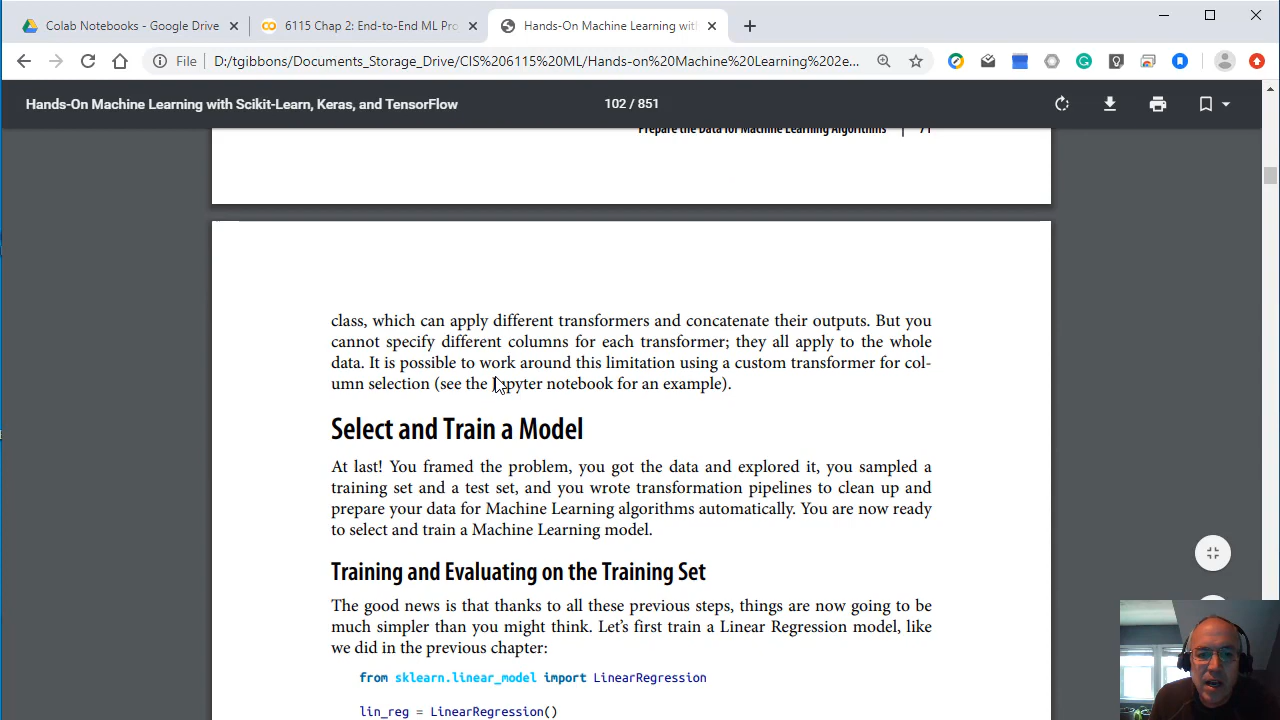 Colab Notebooks - Google Drive
6115 Chap 2: End-to-End ML Pro
Hands-On Machine Learning with
File
D:/tgibbons/Documents_Storage_Drive/CIS%206115%20ML/Hands-on%20Machine%20Learning%202e...
Hands-On Machine Learning with Scikit-Learn, Keras, and TensorFlow
102 / 851
Prepare the Data for Machine Learning Algorithms | 71
class, which can apply different transformers and concatenate their outputs. But you
cannot specify different columns for each transformer; they all apply to the whole
data. It is possible to work around this limitation using a custom transformer for col-
umn selection (see the Jupyter notebook for an example).
Select and Train a Model
At last! You framed the problem, you got the data and explored it, you sampled a
training set and a test set, and you wrote transformation pipelines to clean up and
prepare your data for Machine Learning algorithms automatically. You are now ready
to select and train a Machine Learning model.
Training and Evaluating on the Training Set
The good news is that thanks to all these previous steps, things are now going to be
much simpler than you might think. Let's first train a Linear Regression model, like
we did in the previous chapter:
from sklearn.linear_model import LinearRegression
lin_reg = LinearRegression()